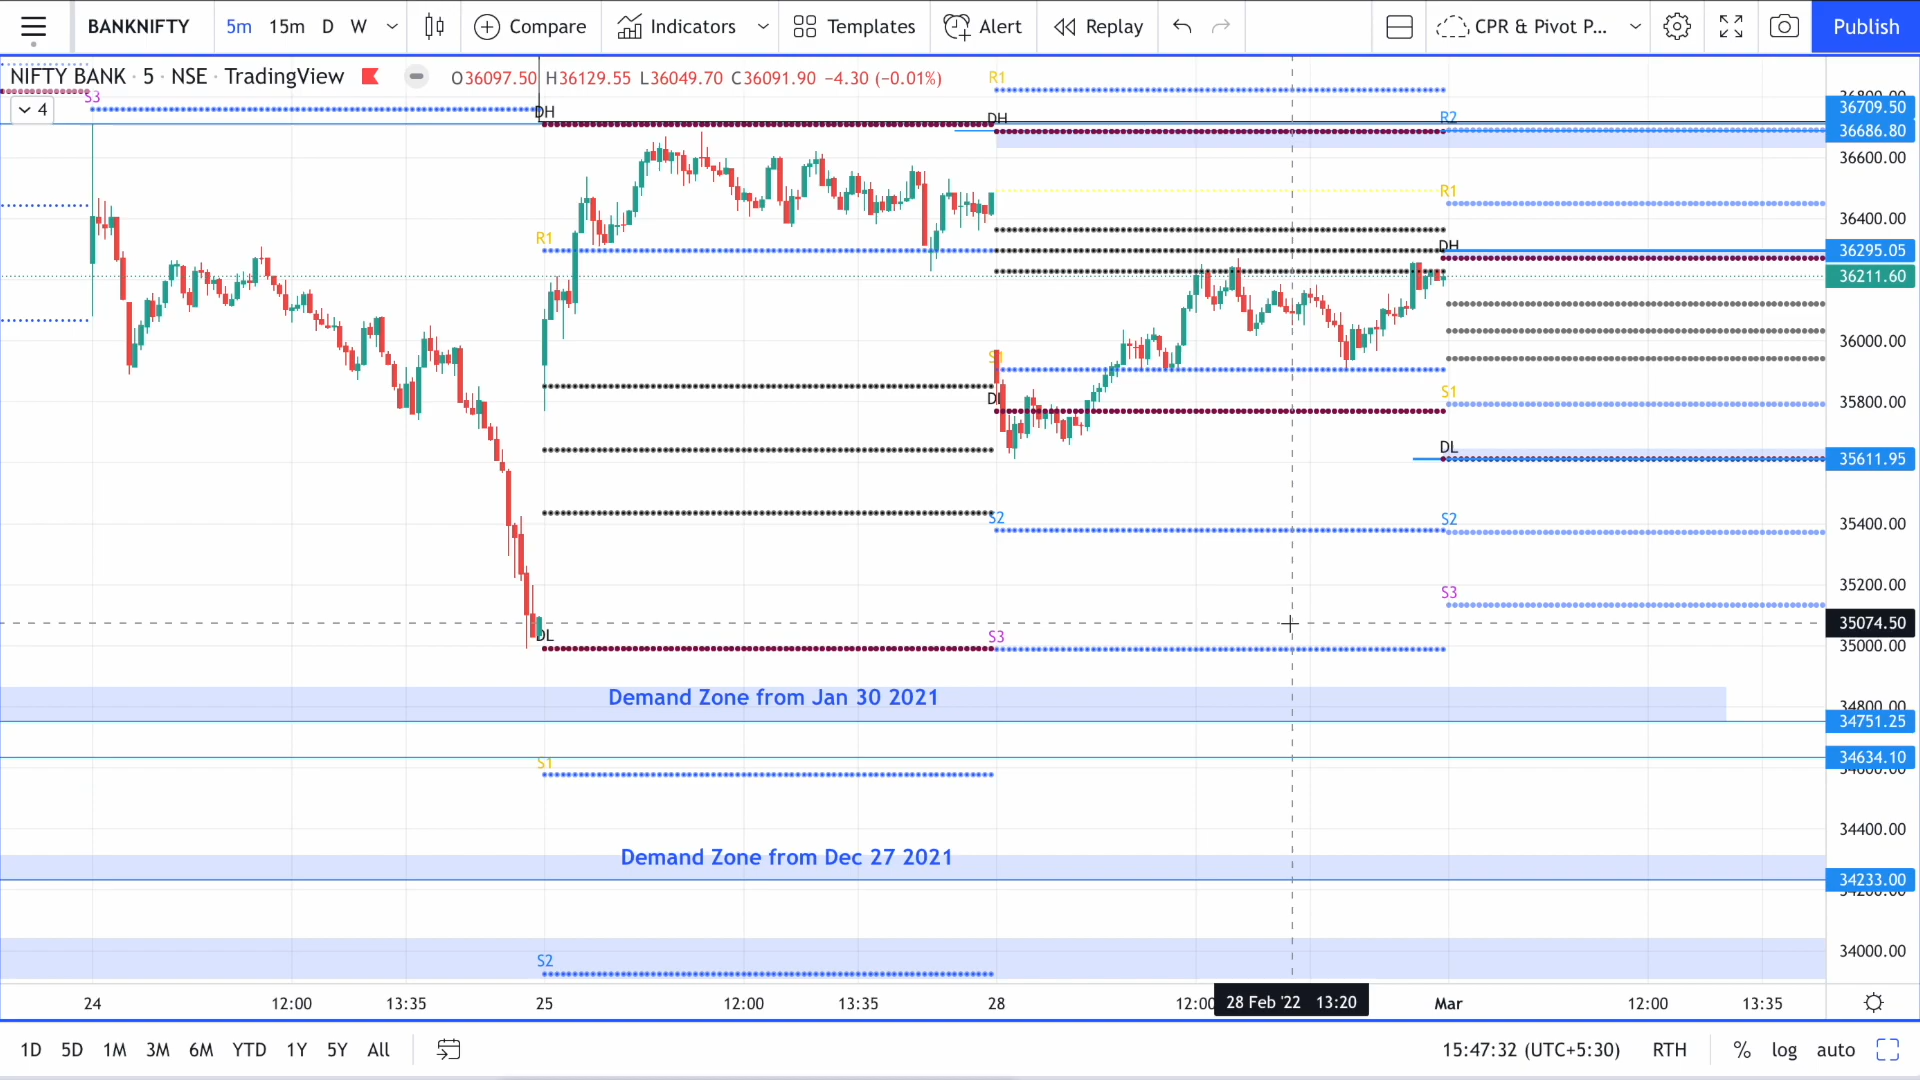 BANKNIFTY 5m 15m D W Compare Indicators Templates Alert Replay CPR & Pivot P... Publish
NIFTY BANK · 5 · NSE · TradingView O36097.50 H36129.55 L36049.70 C36091.90 −4.30 (−0.01%)
4
S3
DH
R1
DL
S1
S2
R1
DH
S1
S2
S3
R2
R1
DH
S1
DL
S2
S3
Demand Zone from Jan 30 2021
Demand Zone from Dec 27 2021
36709.50
36686.80
36600.00
36400.00
36295.05
36211.60
36000.00
35800.00
35611.95
35400.00
35200.00
35074.50
35000.00
34800.00
34751.25
34634.10
34400.00
34233.00
34000.00
24 12:00 13:35 25 12:00 13:35 28 12:00 28 Feb '22 13:20 Mar 12:00 13:35
1D 5D 1M 3M 6M YTD 1Y 5Y All 15:47:32 (UTC+5:30) RTH % log auto